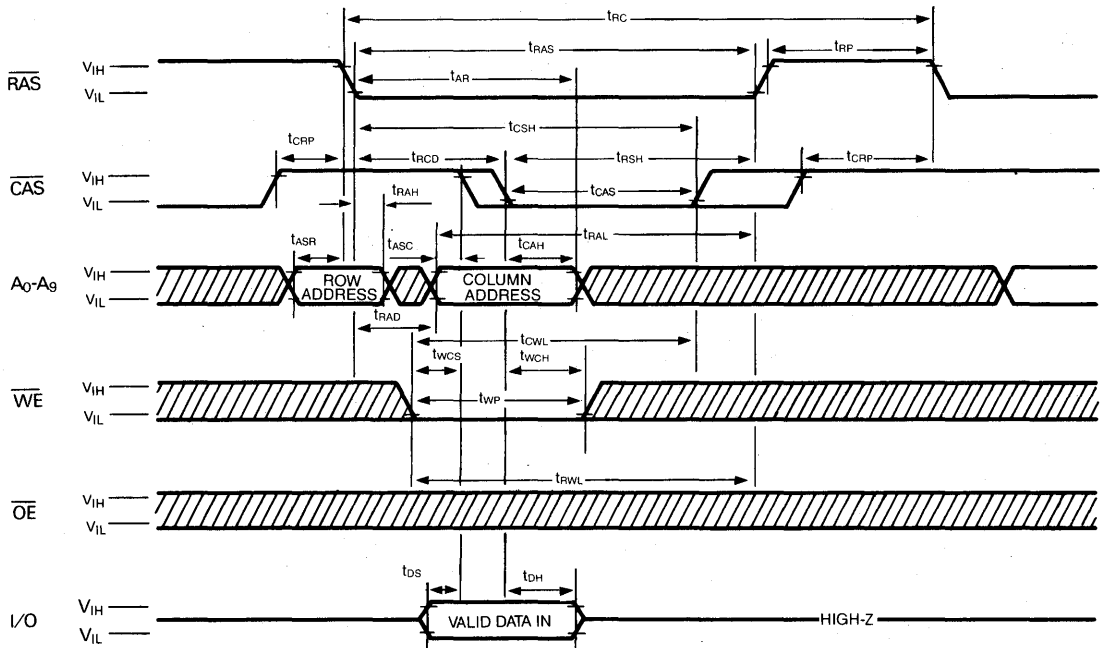 tRC
tRAS
tRP
RAS
VIH
VIL
tAR
tCSH
tCRP
tRCD
tRSH
tCRP
CAS
VIH
VIL
tRAH
tCAS
tRAL
tASR
tASC
tCAH
A0-A9
VIH
VIL
ROW
ADDRESS
COLUMN
ADDRESS
tRAD
tCWL
tWCS
tWCH
WE
VIH
VIL
tWP
tRWL
OE
VIH
VIL
tDS
tDH
I/O
VIH
VIL
VALID DATA IN
HIGH-Z